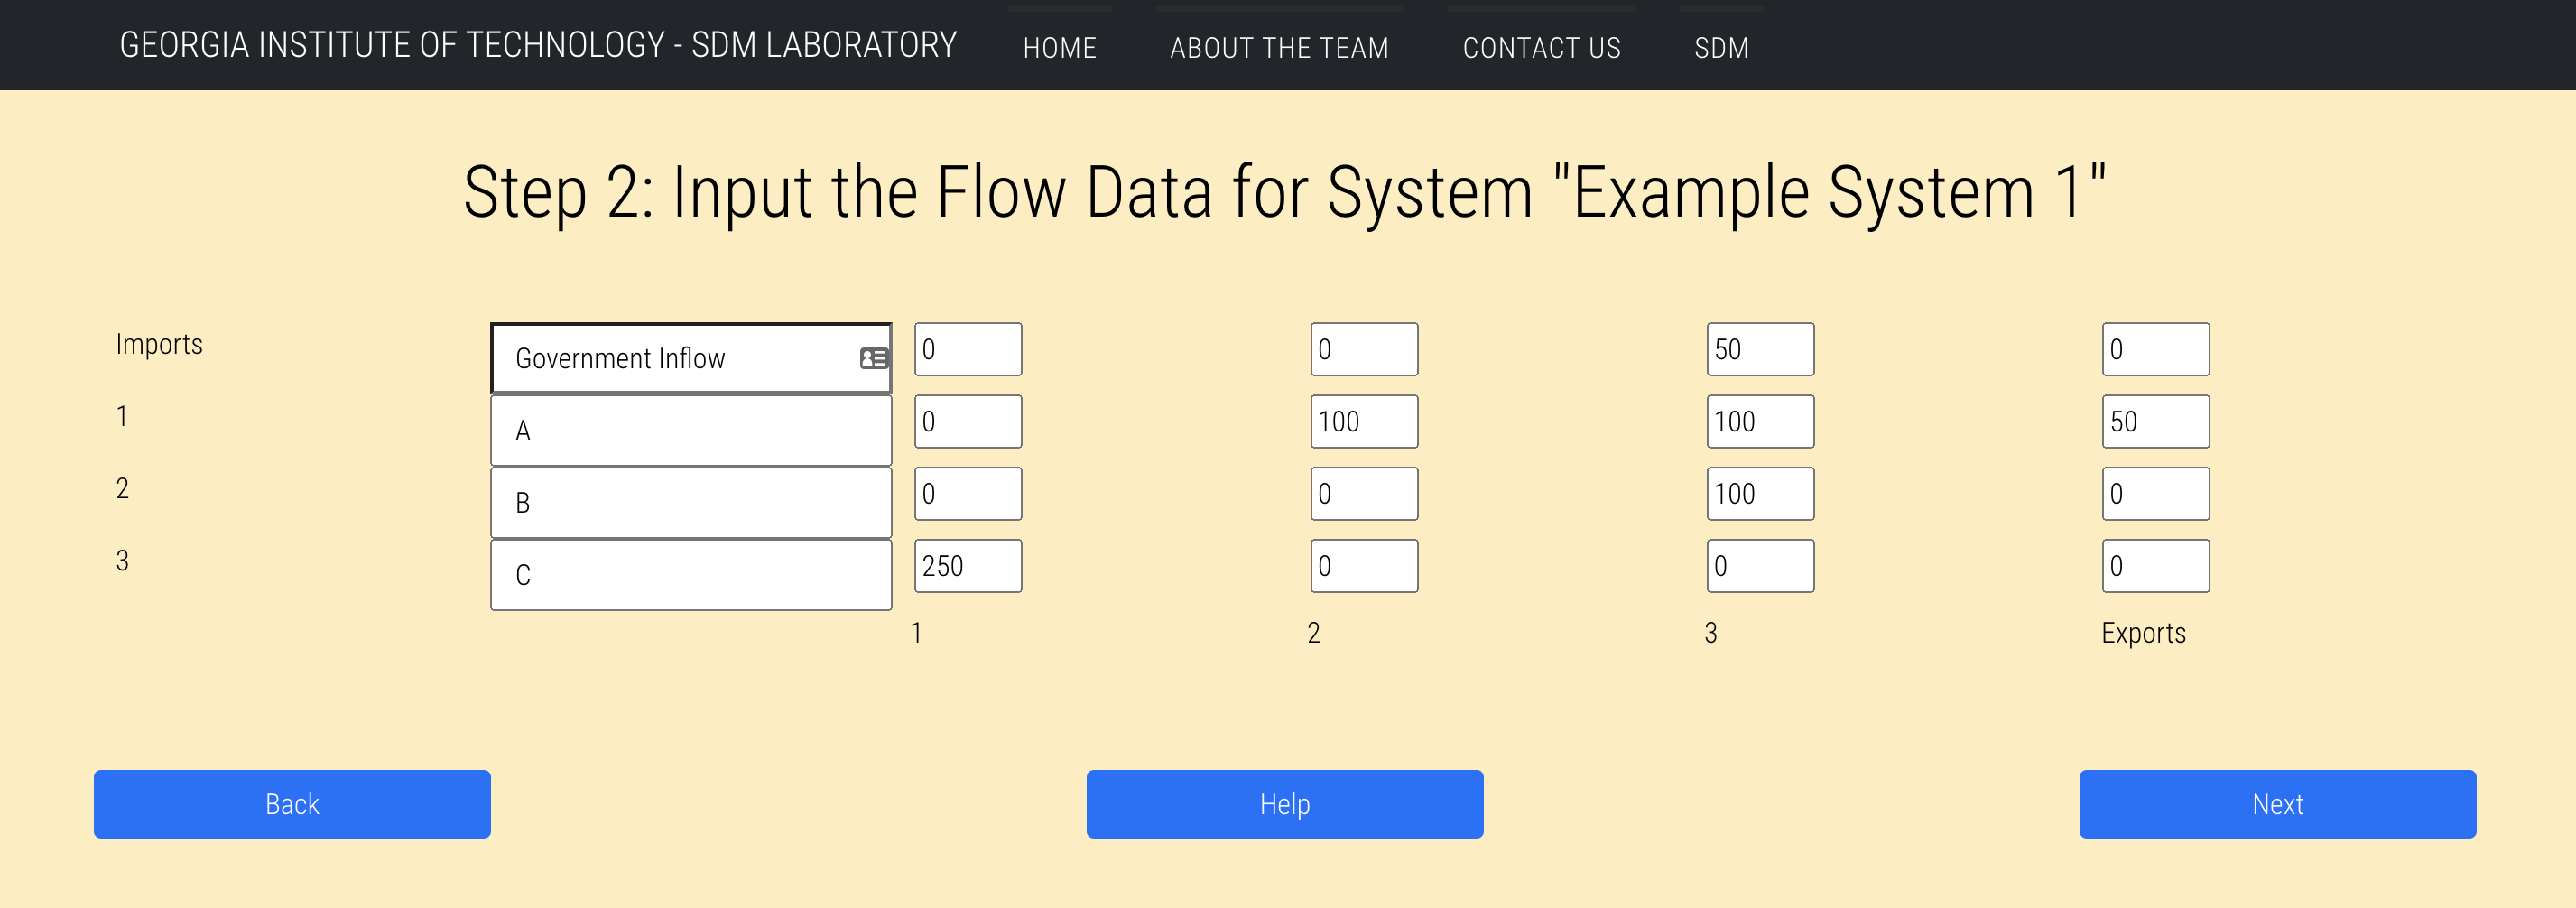 GEORGIA INSTITUTE OF TECHNOLOGY - SDM LABORATORY HOME ABOUT THE TEAM CONTACT US SDM
Step 2: Input the Flow Data for System "Example System 1"
Imports Government Inflow 0 0 50 0
1 A 0 100 100 50
2 B 0 0 100 0
3 C 250 0 0 0
1 2 3 Exports
Back Help Next